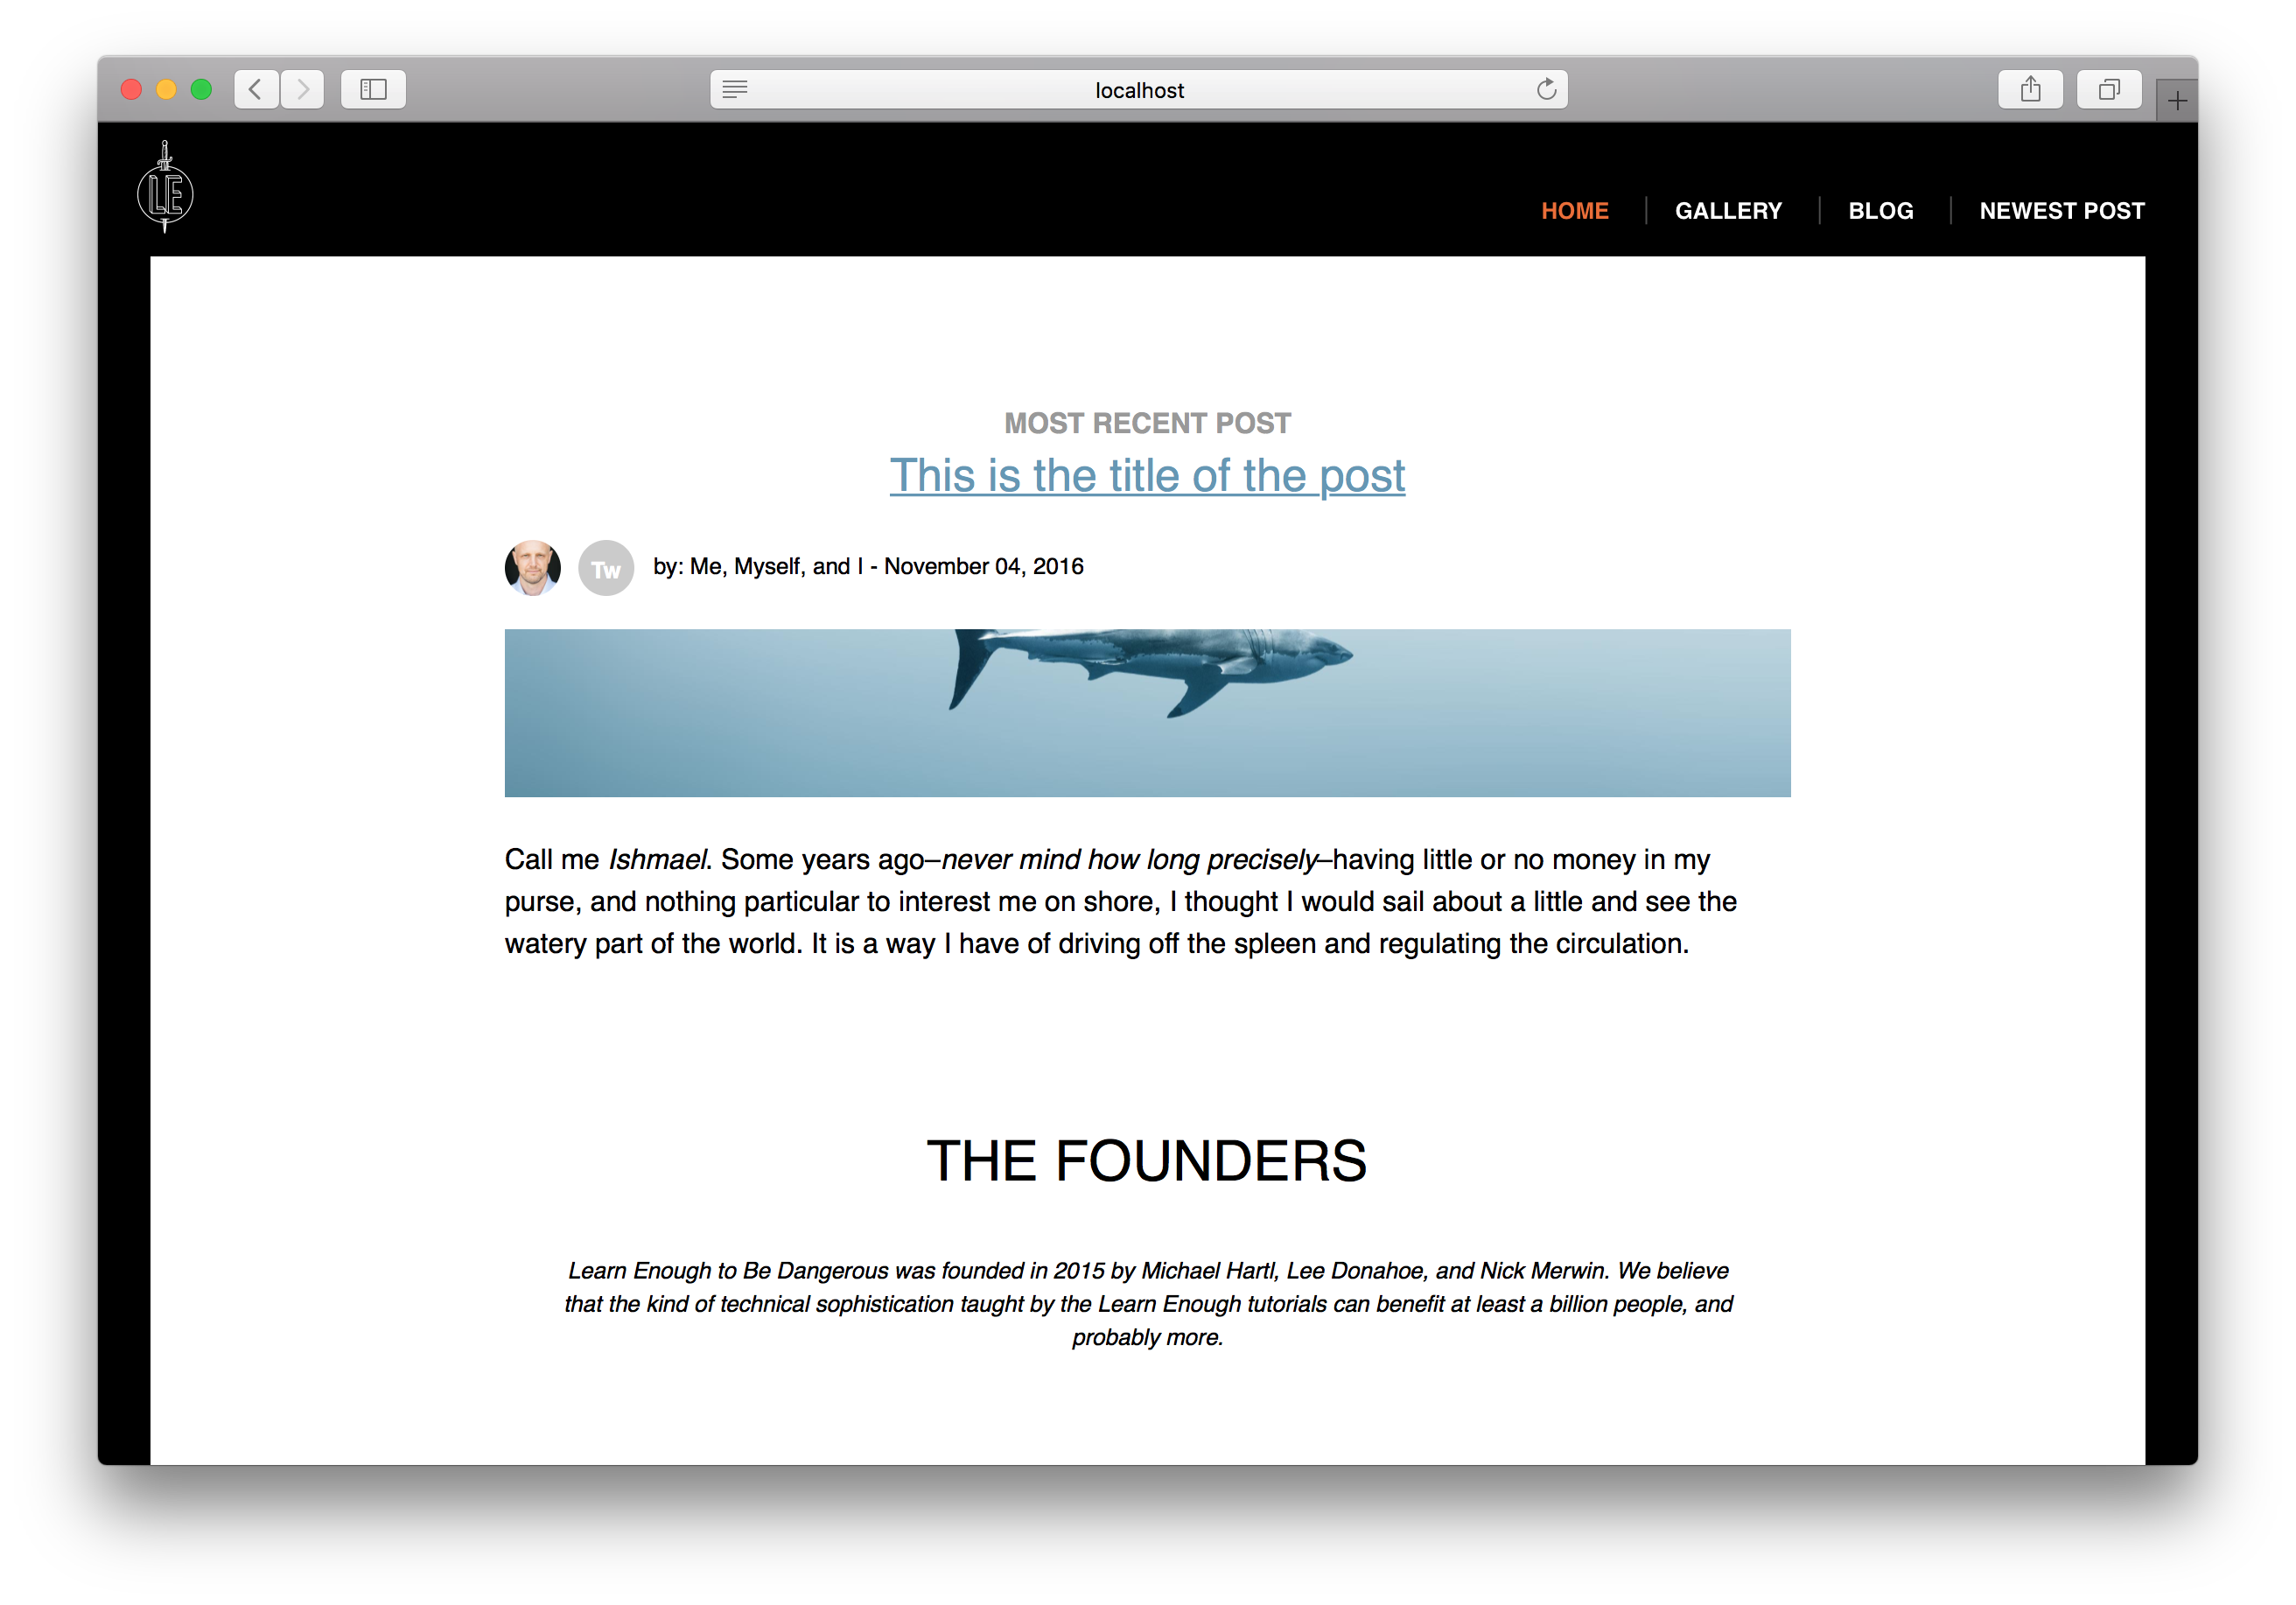 localhost
LE
HOME GALLERY BLOG NEWEST POST
MOST RECENT POST
This is the title of the post
Tw by: Me, Myself, and I - November 04, 2016
Call me Ishmael. Some years ago–never mind how long precisely–having little or no money in my
purse, and nothing particular to interest me on shore, I thought I would sail about a little and see the
watery part of the world. It is a way I have of driving off the spleen and regulating the circulation.
THE FOUNDERS
Learn Enough to Be Dangerous was founded in 2015 by Michael Hartl, Lee Donahoe, and Nick Merwin. We believe
that the kind of technical sophistication taught by the Learn Enough tutorials can benefit at least a billion people, and
probably more.